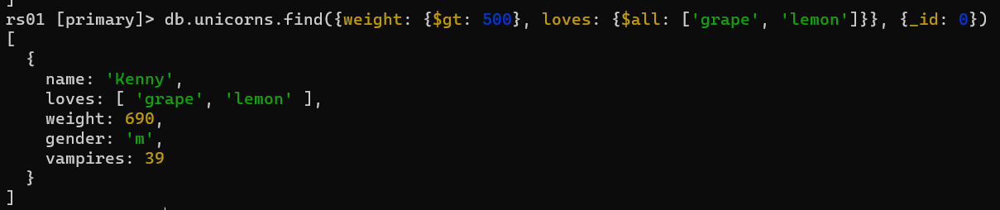 ]
rs01 [primary]> db.unicorns.find({weight: {$gt: 500}, loves: {$all: ['grape', 'lemon']}}, {_id: 0})
[
  {
    name: 'Kenny',
    loves: [ 'grape', 'lemon' ],
    weight: 690,
    gender: 'm',
    vampires: 39
  }
]